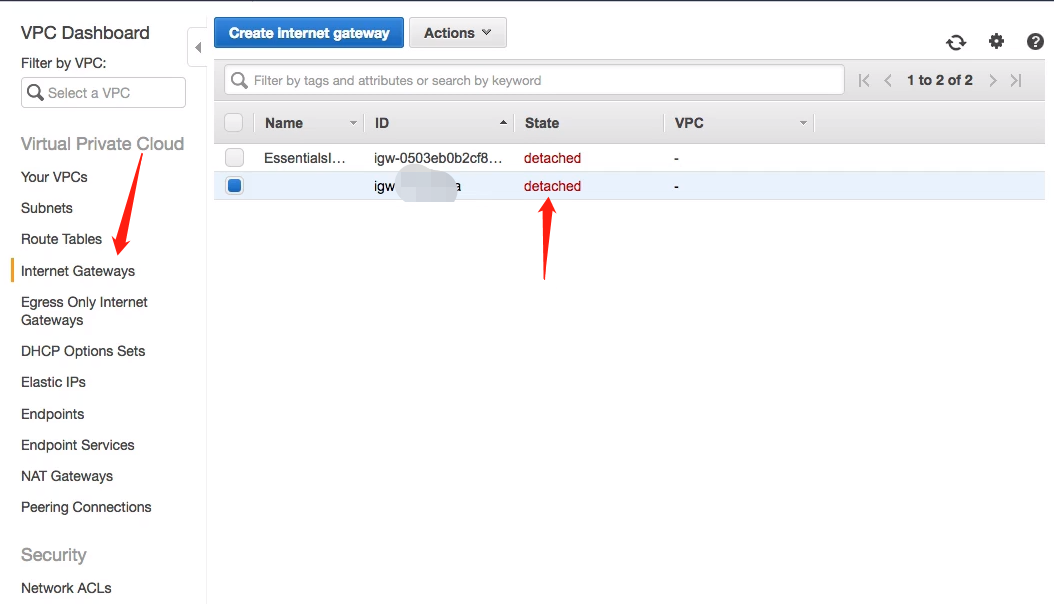 VPC Dashboard
Filter by VPC:
Select a VPC
Virtual Private Cloud
Your VPCs
Subnets
Route Tables
Internet Gateways
Egress Only Internet
Gateways
DHCP Options Sets
Elastic IPs
Endpoints
Endpoint Services
NAT Gateways
Peering Connections
Security
Network ACLs
Create internet gateway Actions
Filter by tags and attributes or search by keyword 1 to 2 of 2
Name ID State VPC
EssentialsI... igw-0503eb0b2cf8... detached -
igw a detached -